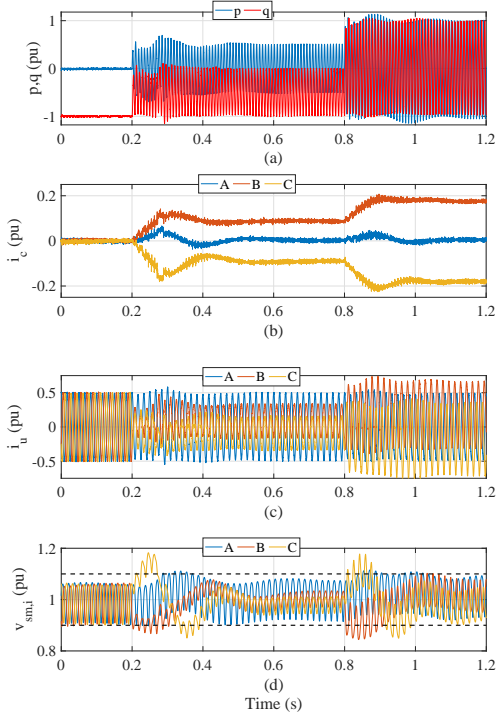 p q
1
0
-1
p,q (pu)
0 0.2 0.4 0.6 0.8 1 1.2
(a)
A B C
0.2
0
-0.2
i_c (pu)
0 0.2 0.4 0.6 0.8 1 1.2
(b)
A B C
0.5
0
-0.5
i_u (pu)
0 0.2 0.4 0.6 0.8 1 1.2
(c)
A B C
1.2
1
0.8
v_sm,i (pu)
0 0.2 0.4 0.6 0.8 1 1.2
(d)
Time (s)